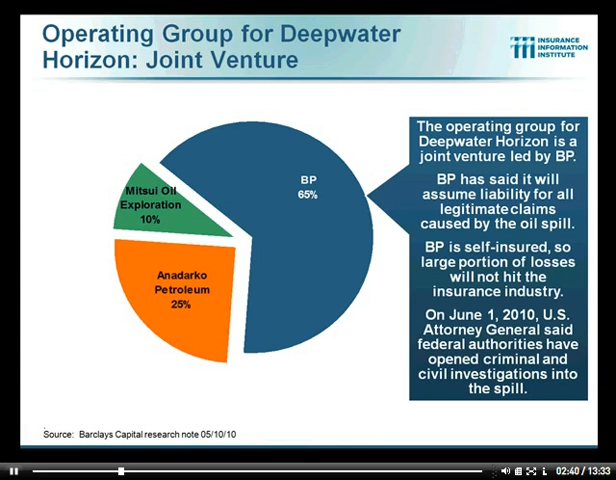 Operating Group for Deepwater
Horizon: Joint Venture
INSURANCE
INFORMATION
INSTITUTE
BP
65%
Mitsui Oil
Exploration
10%
Anadarko
Petroleum
25%
The operating group for
Deepwater Horizon is a
joint venture led by BP.
BP has said it will
assume liability for all
legitimate claims
caused by the oil spill.
BP is self-insured, so
large portion of losses
will not hit the
insurance industry.
On June 1, 2010, U.S.
Attorney General said
federal authorities have
opened criminal and
civil investigations into
the spill.
Source: Barclays Capital research note 05/10/10
02:40 / 13:33